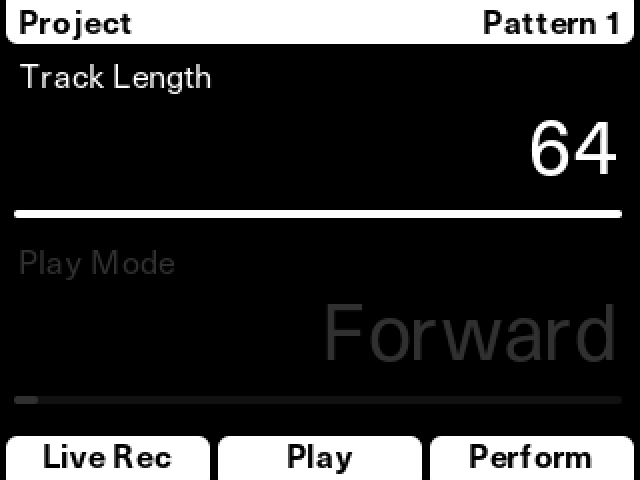 Project Pattern 1
Track Length
64
Play Mode
Forward
Live Rec Play Perform